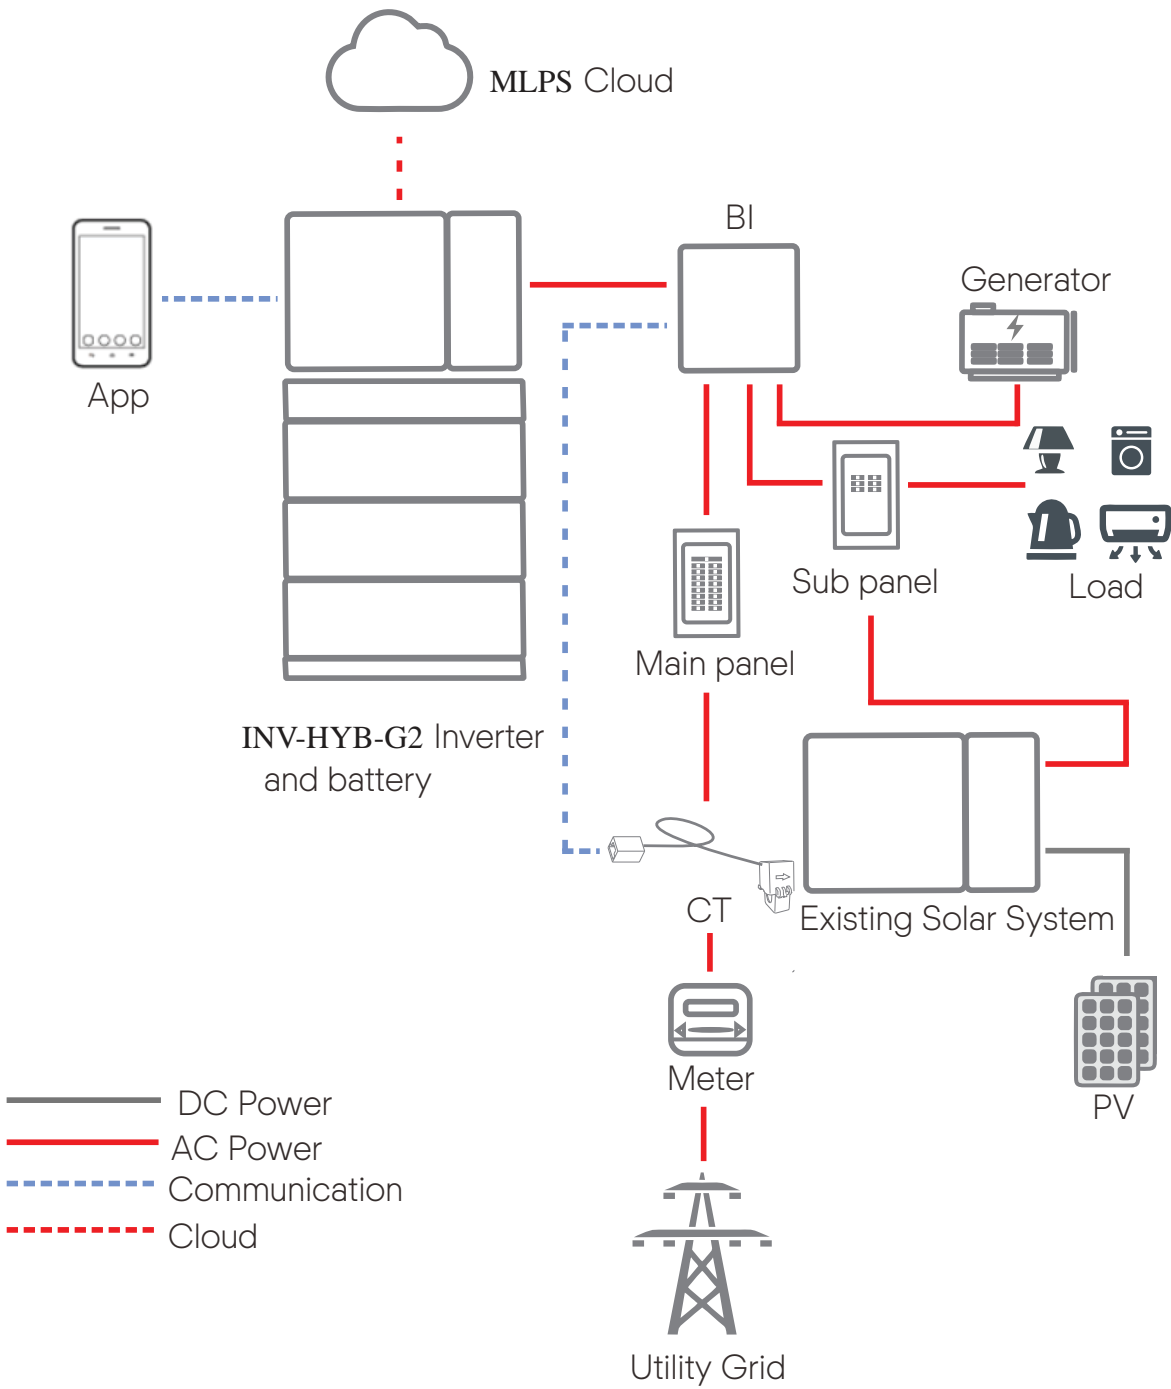 MLPS Cloud
BI
Generator
App
Sub panel
Load
Main panel
INV-HYB-G2 Inverter
and battery
CT
Existing Solar System
Meter
PV
DC Power
AC Power
Communication
Cloud
Utility Grid